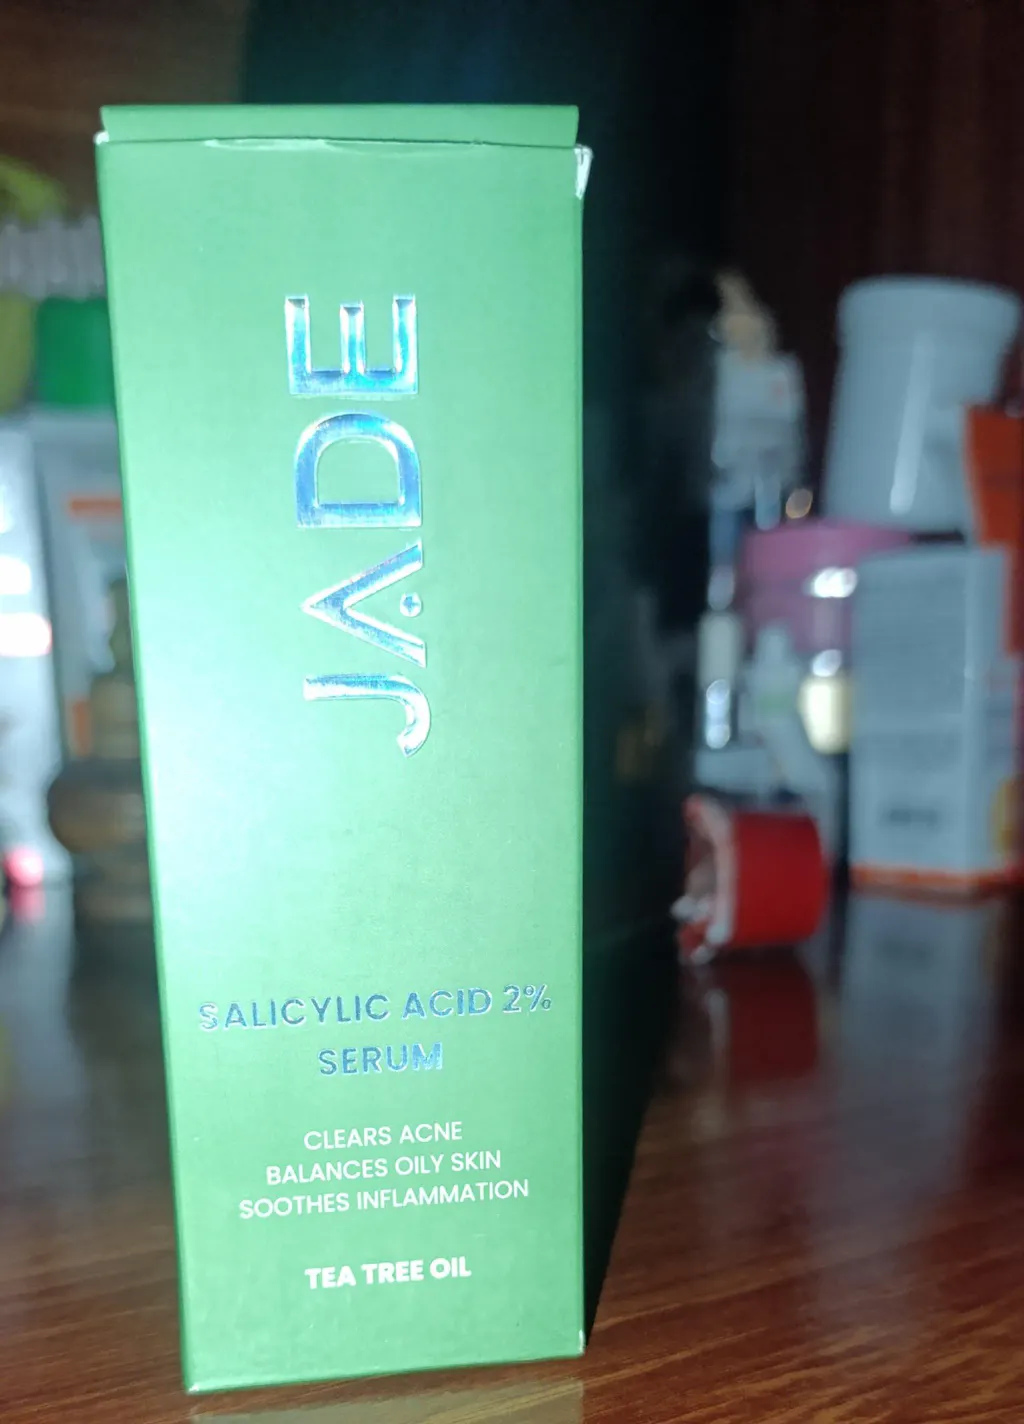 JADE
SALICYLIC ACID 2%
SERUM
CLEARS ACNE
BALANCES OILY SKIN
SOOTHES INFLAMMATION
TEA TREE OIL